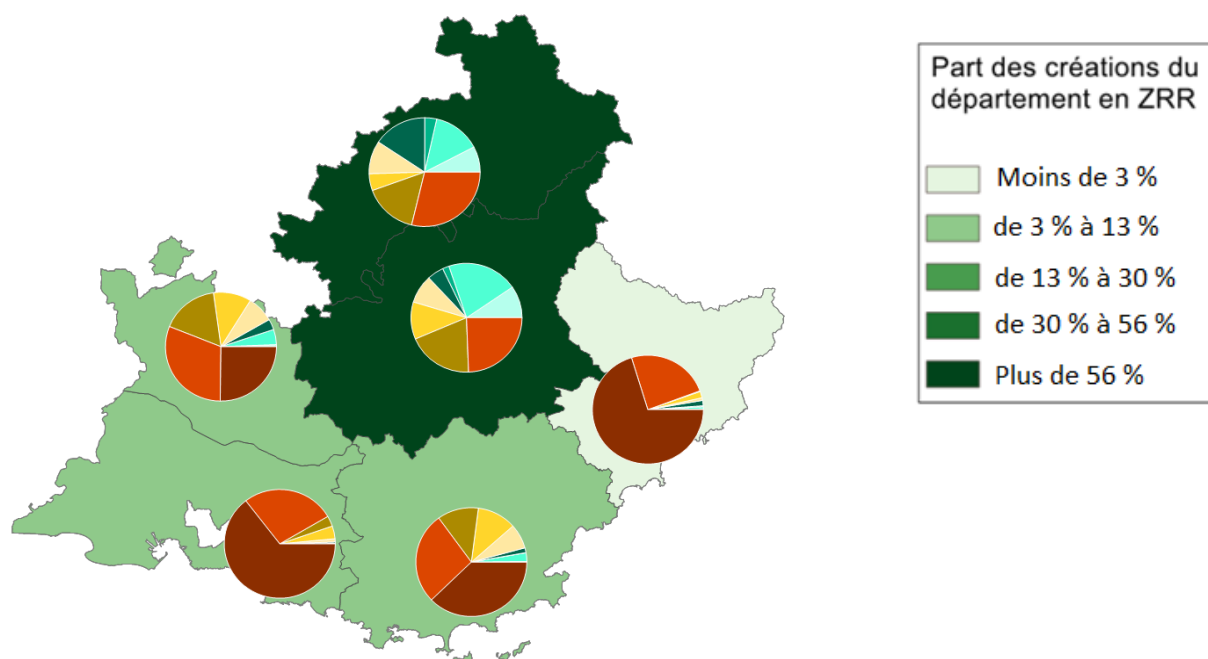 Part des créations du
département en ZRR
Moins de 3 %
de 3 % à 13 %
de 13 % à 30 %
de 30 % à 56 %
Plus de 56 %